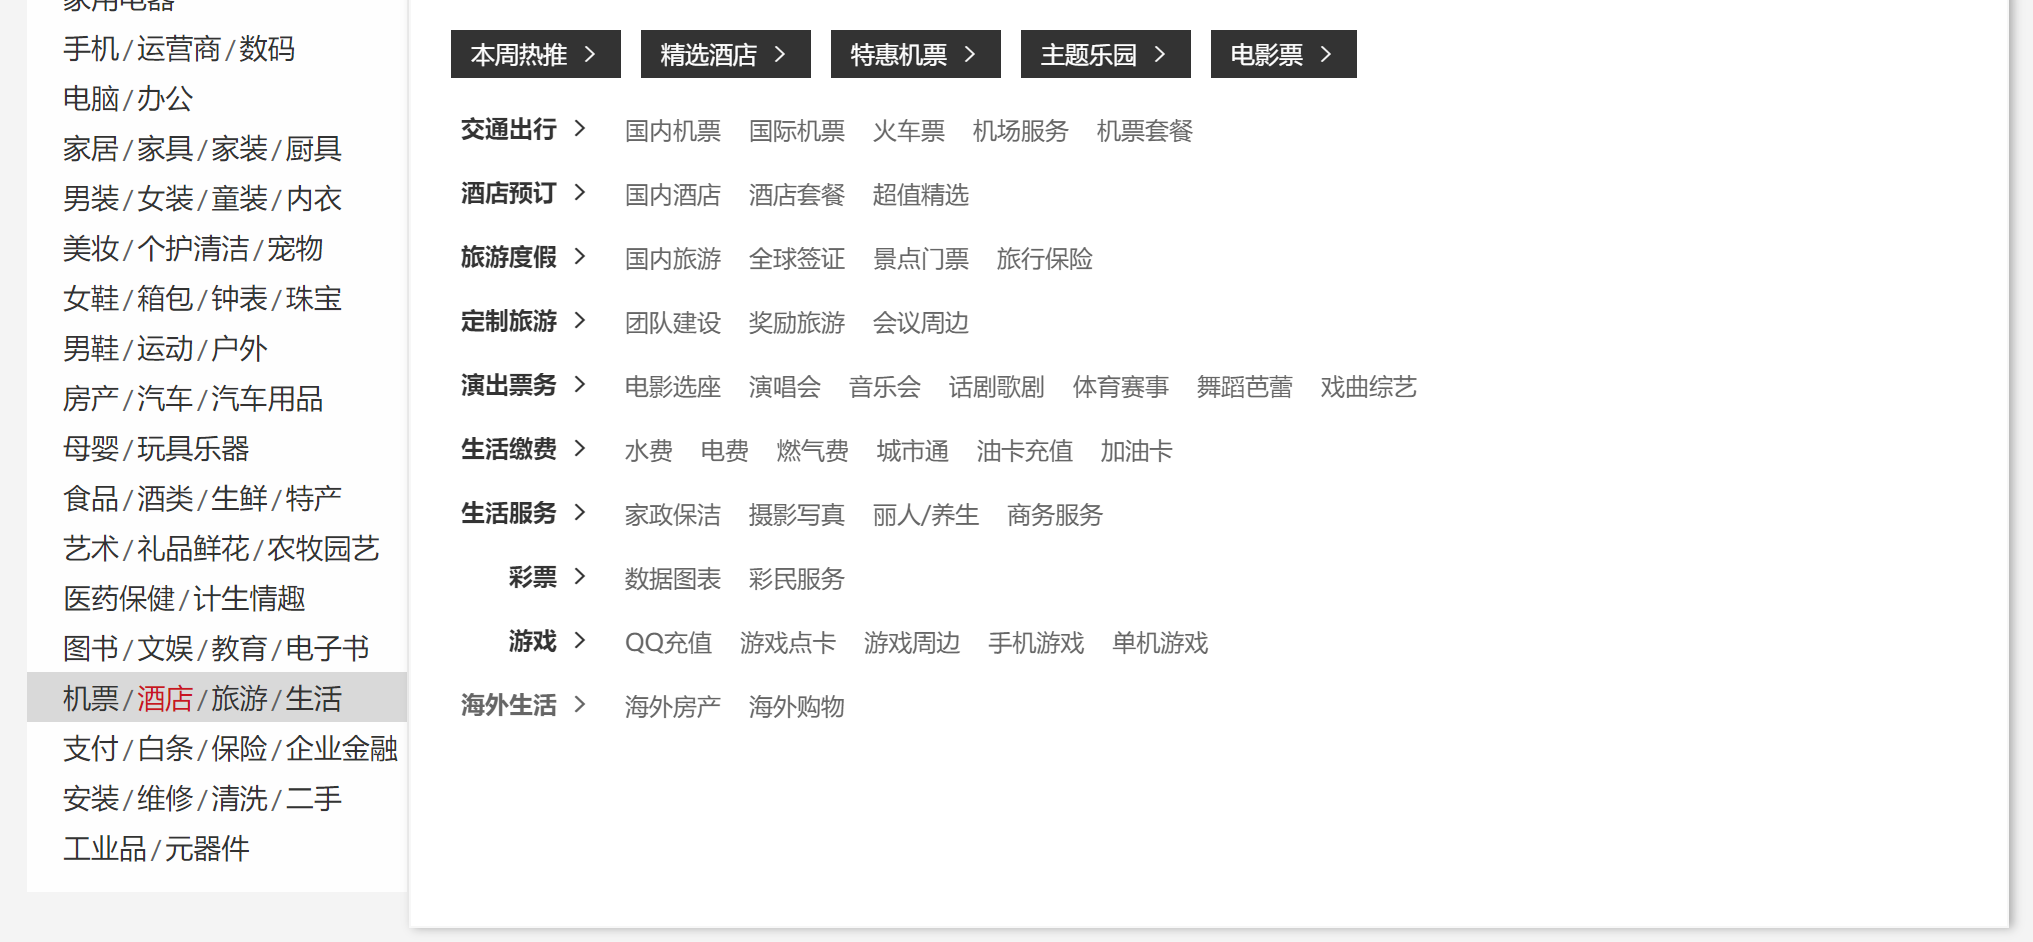 家用电器
手机/运营商/数码
电脑/办公
家居/家具/家装/厨具
男装/女装/童装/内衣
美妆/个护清洁/宠物
女鞋/箱包/钟表/珠宝
男鞋/运动/户外
房产/汽车/汽车用品
母婴/玩具乐器
食品/酒类/生鲜/特产
艺术/礼品鲜花/农牧园艺
医药保健/计生情趣
图书/文娱/教育/电子书
机票/酒店/旅游/生活
支付/白条/保险/企业金融
安装/维修/清洗/二手
工业品/元器件
本周热推 > 精选酒店 > 特惠机票 > 主题乐园 > 电影票 >
交通出行 > 国内机票 国际机票 火车票 机场服务 机票套餐
酒店预订 > 国内酒店 酒店套餐 超值精选
旅游度假 > 国内旅游 全球签证 景点门票 旅行保险
定制旅游 > 团队建设 奖励旅游 会议周边
演出票务 > 电影选座 演唱会 音乐会 话剧歌剧 体育赛事 舞蹈芭蕾 戏曲综艺
生活缴费 > 水费 电费 燃气费 城市通 油卡充值 加油卡
生活服务 > 家政保洁 摄影写真 丽人/养生 商务服务
彩票 > 数据图表 彩民服务
游戏 > QQ充值 游戏点卡 游戏周边 手机游戏 单机游戏
海外生活 > 海外房产 海外购物